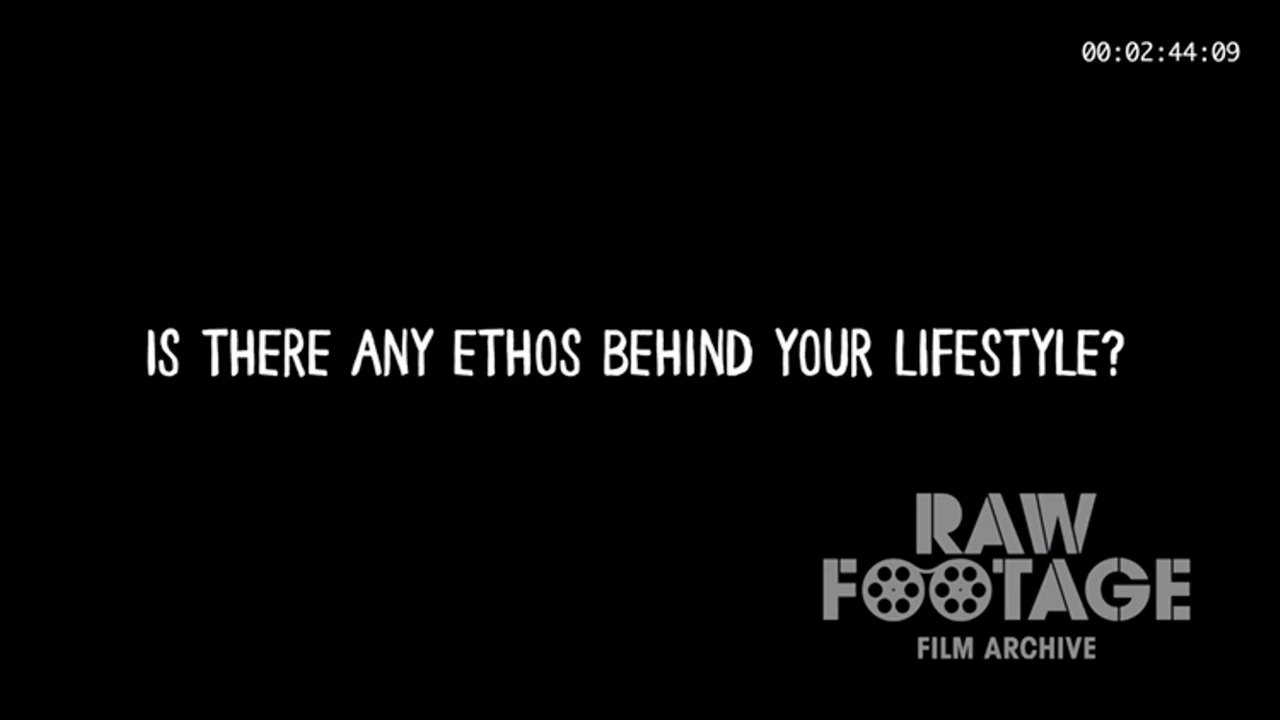 00:02:44:09
IS THERE ANY ETHOS BEHIND YOUR LIFESTYLE?
RAW
FOOTAGE
FILM ARCHIVE